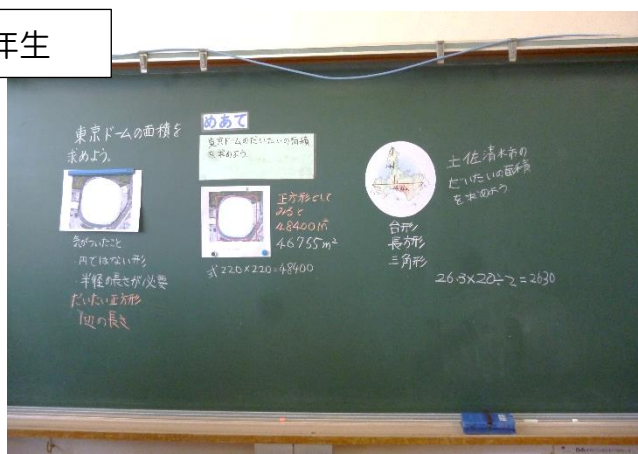 年生
東京ドームの面積を
求めよう。
気がついたこと
・円ではない形
・半径の長さが必要
だいたい正方形
1辺の長さ
めあて
東京ドームのだいたいの面積
を求めよう。
正方形として
みると
48400m²
46755m²
式 220×220=48400
土佐清水市の
だいたいの面積
を求めよう
台形
長方形
三角形
26.3×20÷2=2630